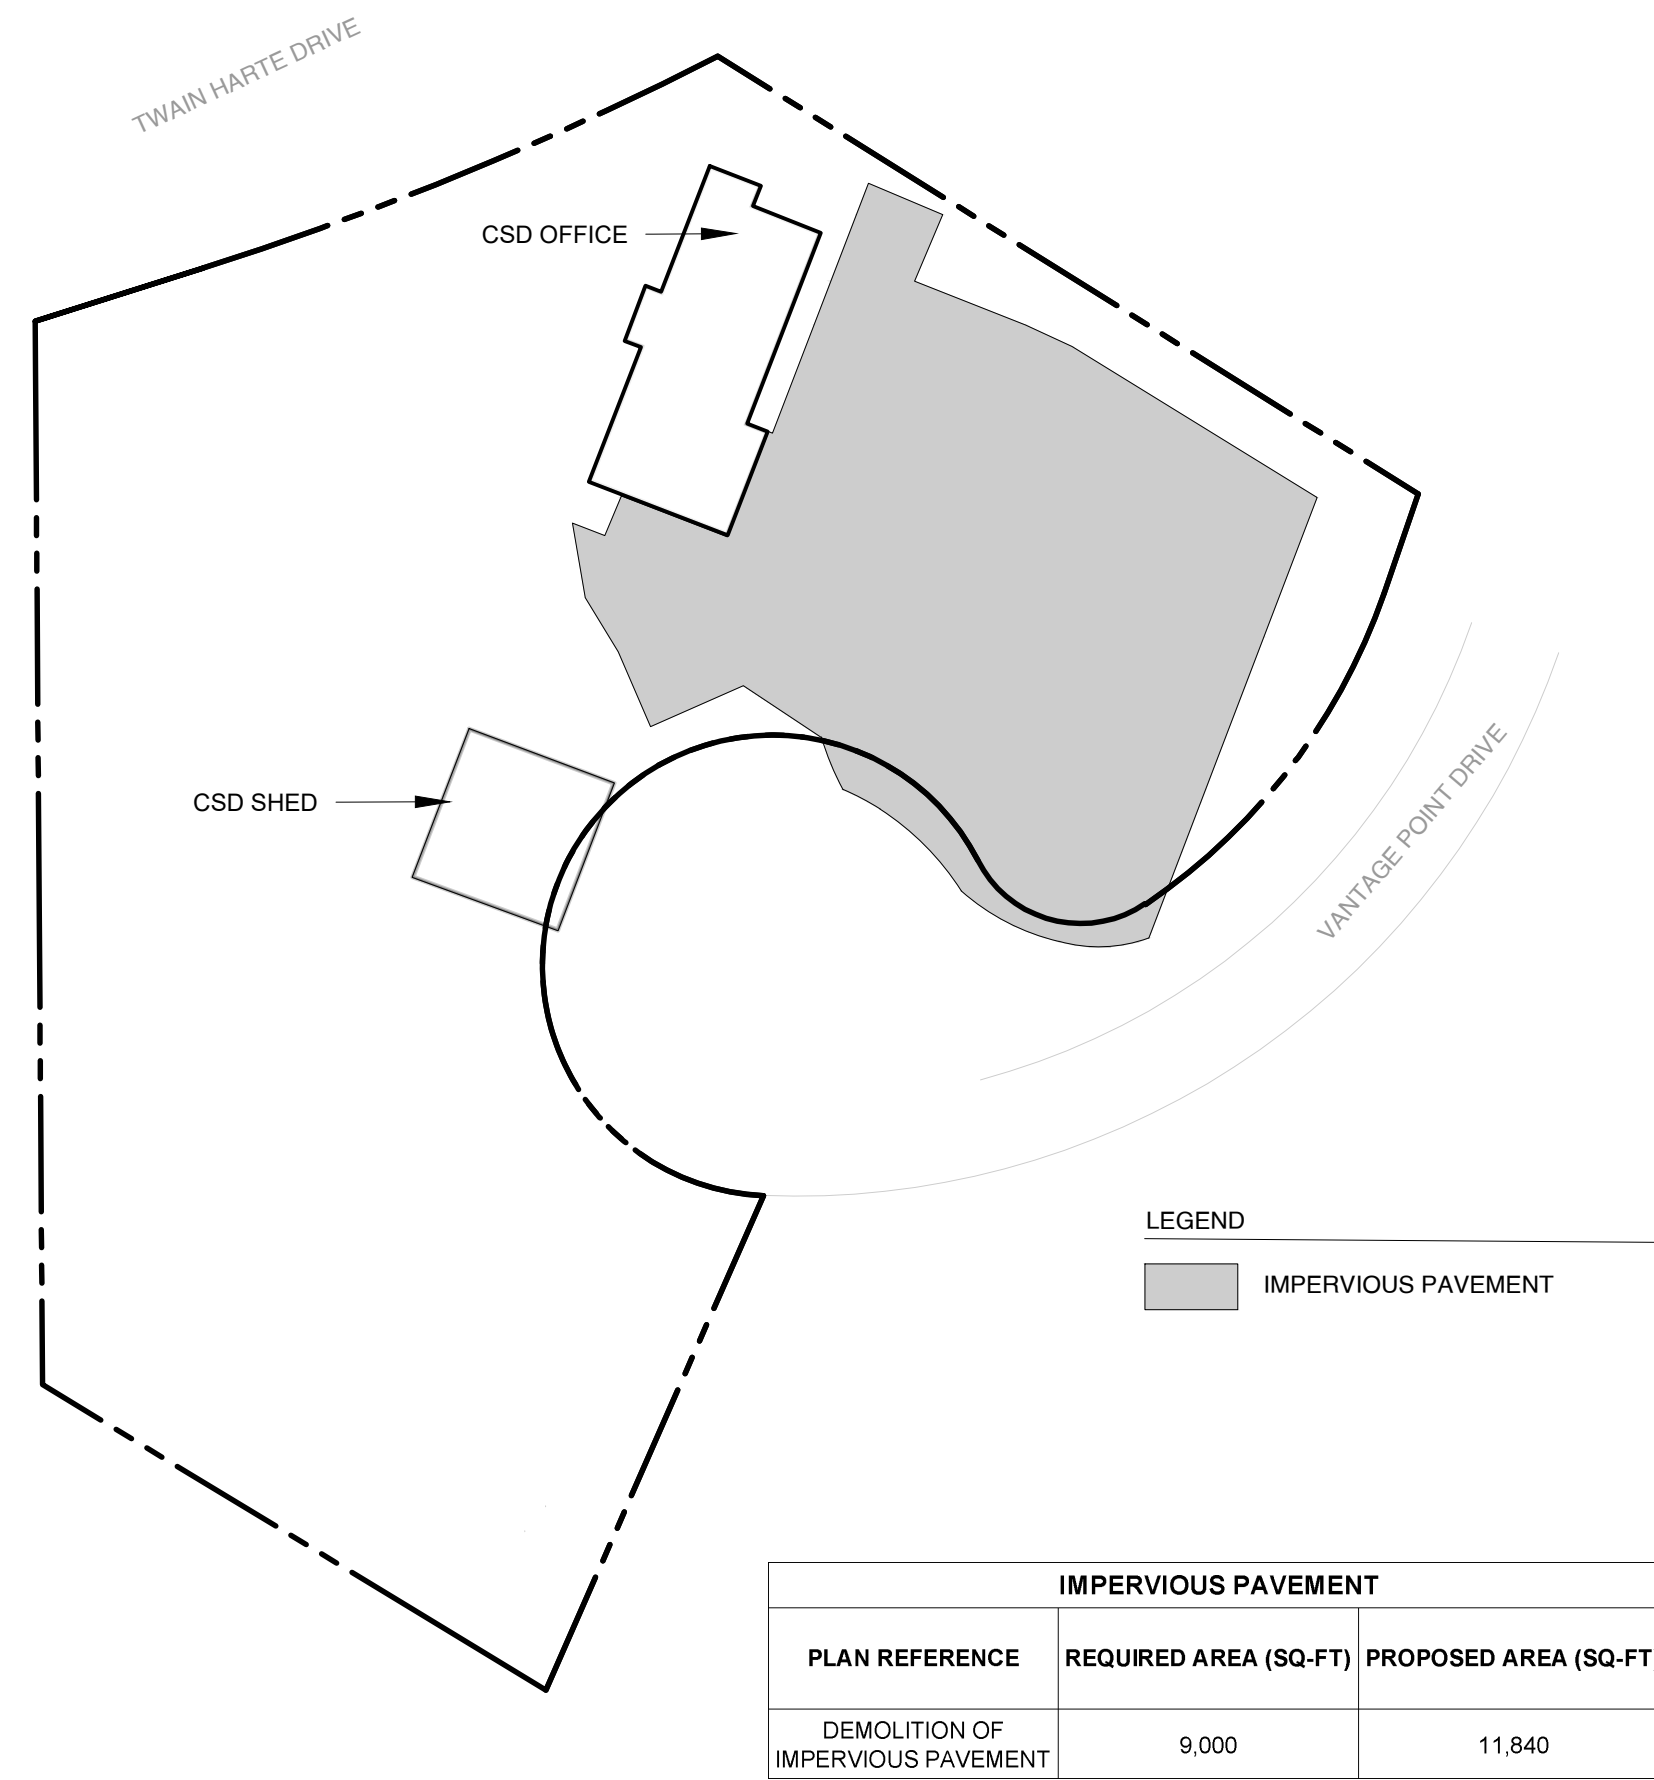 TWAIN HARTE DRIVE
CSD OFFICE
CSD SHED
VANTAGE POINT DRIVE
LEGEND
IMPERVIOUS PAVEMENT
IMPERVIOUS PAVEMENT
PLAN REFERENCE
REQUIRED AREA (SQ-FT)
PROPOSED AREA (SQ-FT
DEMOLITION OF
IMPERVIOUS PAVEMENT
9,000
11,840